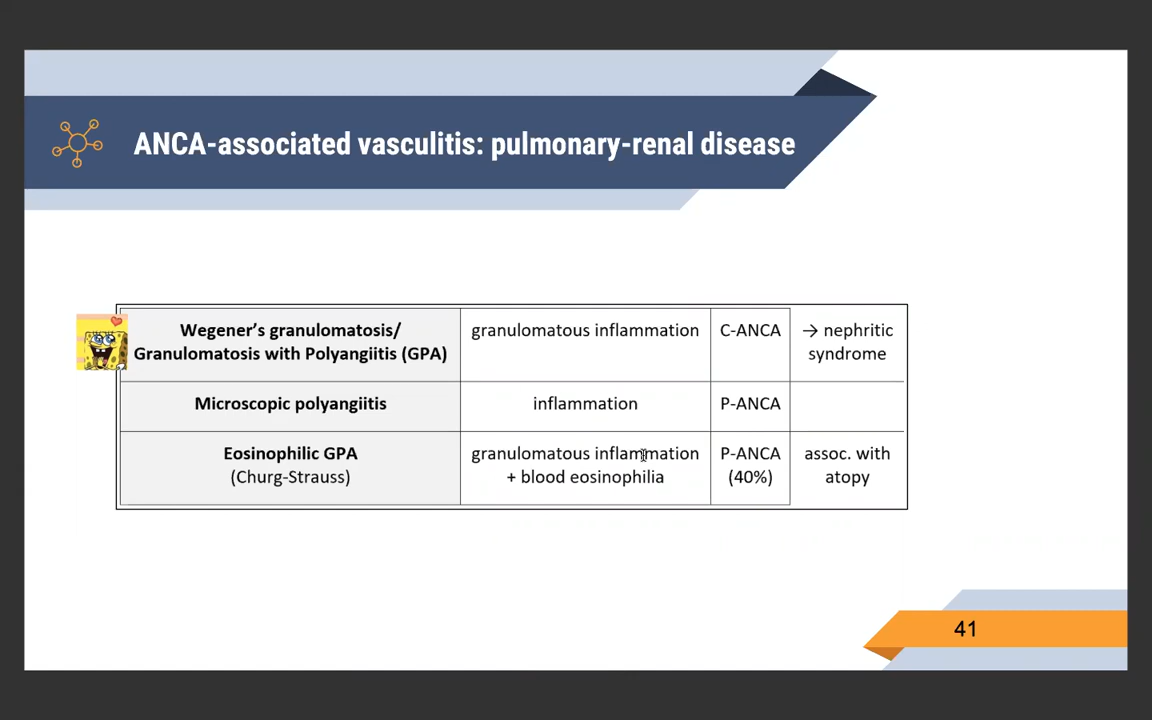 ANCA-associated vasculitis: pulmonary-renal disease
Wegener’s granulomatosis/
Granulomatosis with Polyangiitis (GPA)
granulomatous inflammation
C-ANCA
→ nephritic
syndrome
Microscopic polyangiitis
inflammation
P-ANCA
Eosinophilic GPA
(Churg-Strauss)
granulomatous inflammation
+ blood eosinophilia
P-ANCA
(40%)
assoc. with
atopy
41